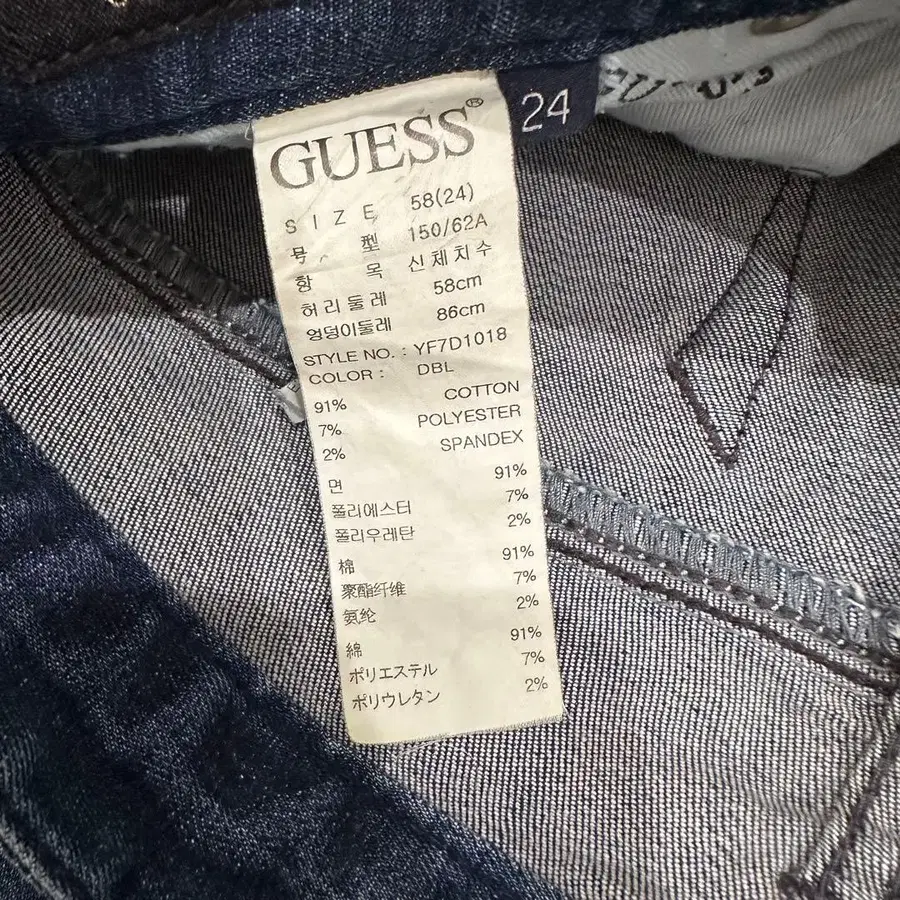 GUESS®
24
SIZE 58(24)
号型 150/62A
항목 신체치수
허리둘레 58cm
엉덩이둘레 86cm
STYLE NO. : YF7D1018
COLOR : DBL
91% COTTON
7% POLYESTER
2% SPANDEX
면 91%
폴리에스터 7%
폴리우레탄 2%
棉 91%
聚酯纤维 7%
氨纶 2%
綿 91%
ポリエステル 7%
ポリウレタン 2%